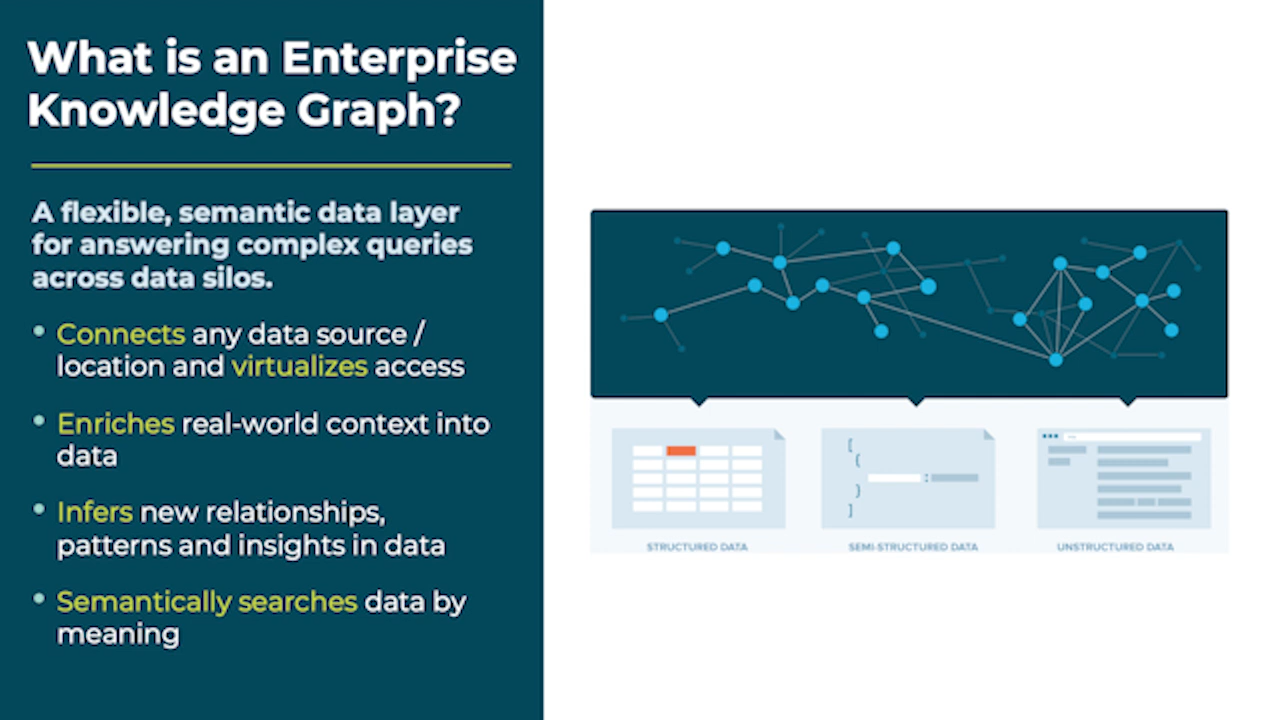 What is an Enterprise
Knowledge Graph?
A flexible, semantic data layer
for answering complex queries
across data silos.
• Connects any data source /
location and virtualizes access
• Enriches real-world context into
data
• Infers new relationships,
patterns and insights in data
• Semantically searches data by
meaning
[
{
:
}
]
STRUCTURED DATA
SEMI-STRUCTURED DATA
UNSTRUCTURED DATA